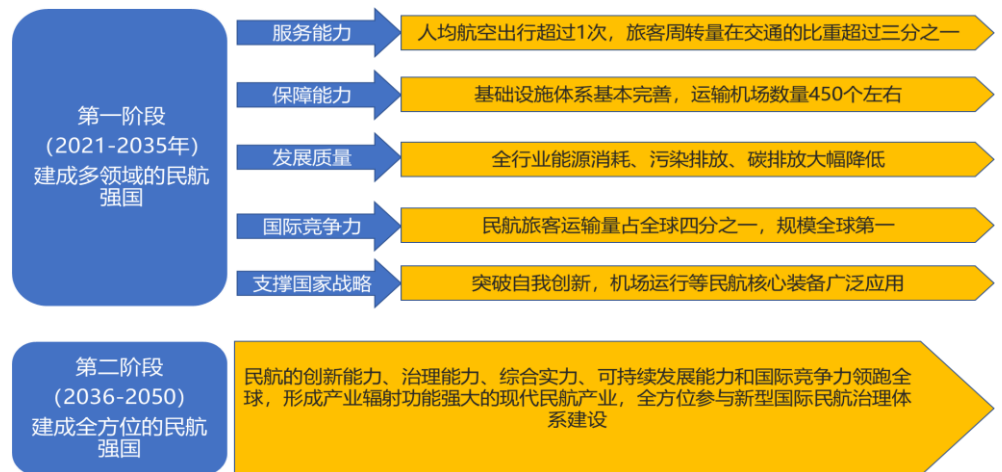 第一阶段
（2021-2035年）
建成多领域的民航
强国
服务能力
人均航空出行超过1次，旅客周转量在交通的比重超过三分之一
保障能力
基础设施体系基本完善，运输机场数量450个左右
发展质量
全行业能源消耗、污染排放、碳排放大幅降低
国际竞争力
民航旅客运输量占全球四分之一，规模全球第一
支撑国家战略
突破自我创新，机场运行等民航核心装备广泛应用
第二阶段
（2036-2050）
建成全方位的民航
强国
民航的创新能力、治理能力、综合实力、可持续发展能力和国际竞争力领跑全
球，形成产业辐射功能强大的现代民航产业，全方位参与新型国际民航治理体
系建设